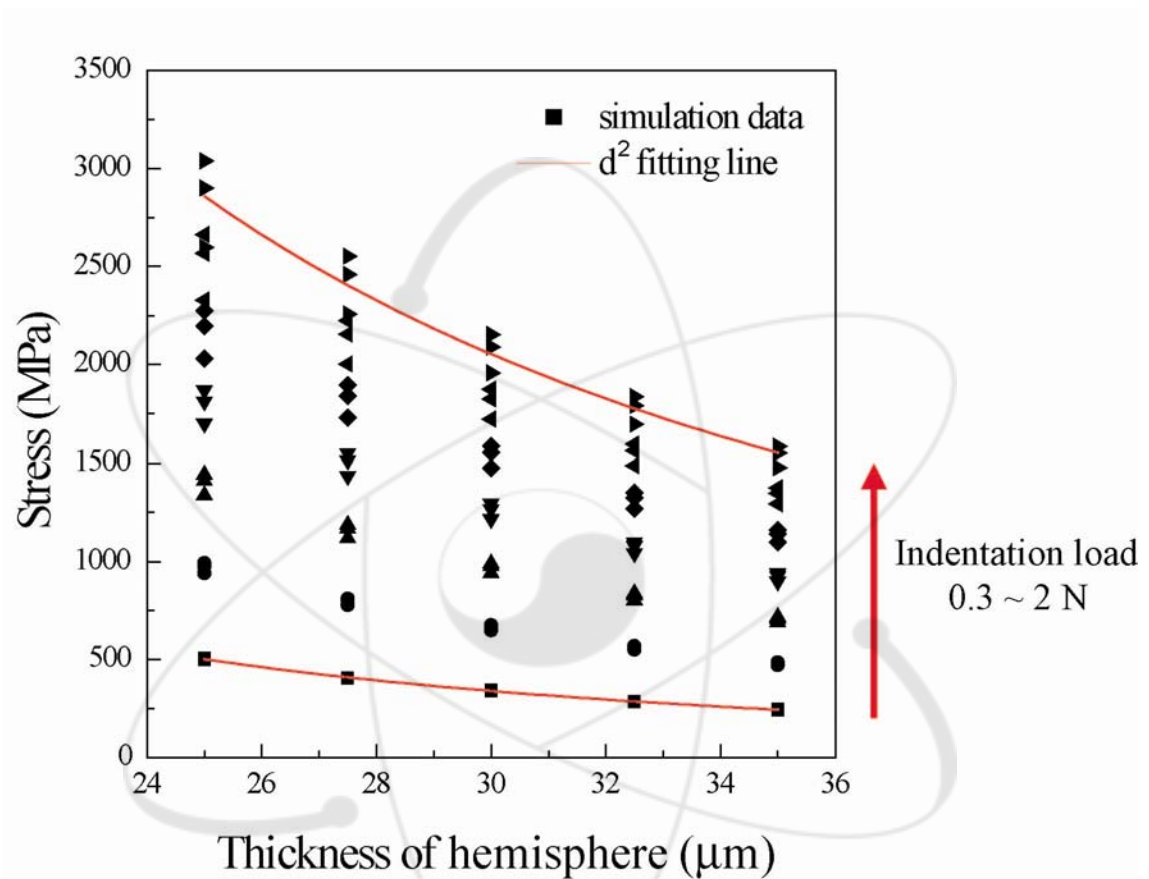 3500
3000
2500
2000
1500
1000
500
0
24
26
28
30
32
34
36
Stress (MPa)
Thickness of hemisphere (μm)
simulation data
d² fitting line
Indentation load
0.3 ~ 2 N